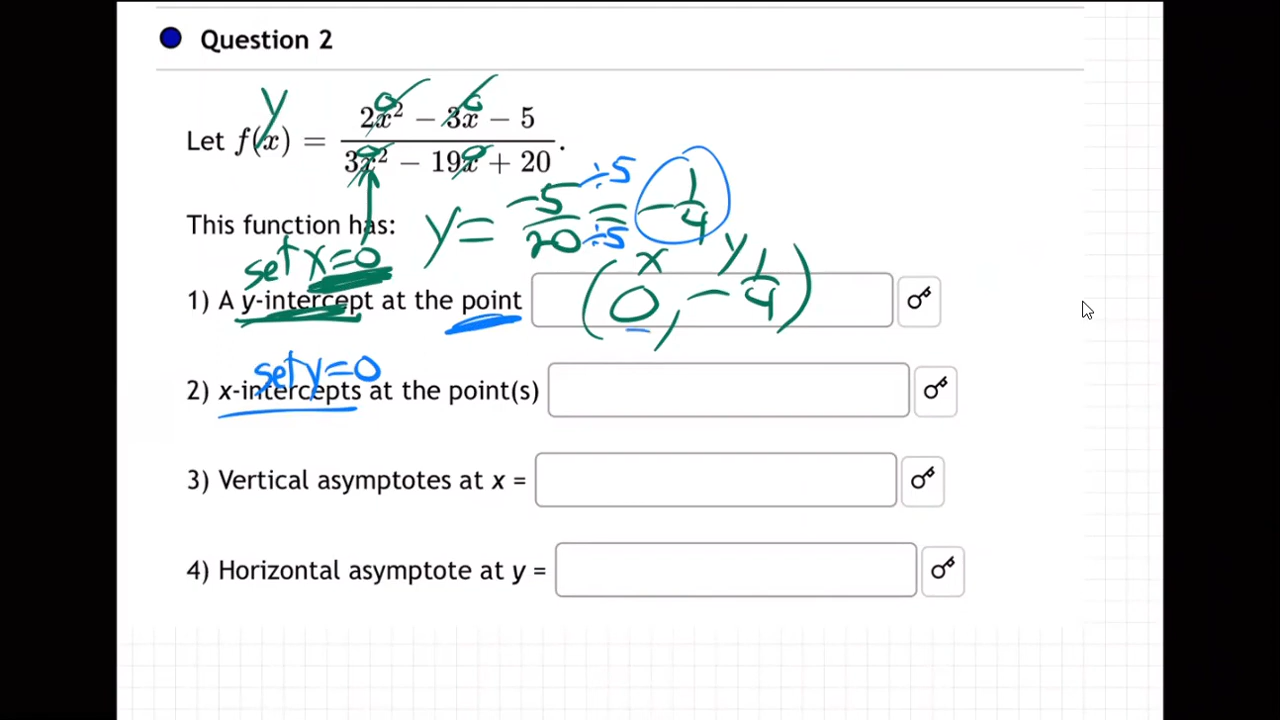 Question 2
y 0 0
Let f(x) = (2x² − 3x − 5) / (3x² − 19x + 20).
0 0
This function has:
y = −5/20 = −1/4
÷5
÷5
set x=0
x y
1) A y-intercept at the point (0, −1/4)
set y=0
2) x-intercepts at the point(s)
3) Vertical asymptotes at x =
4) Horizontal asymptote at y =